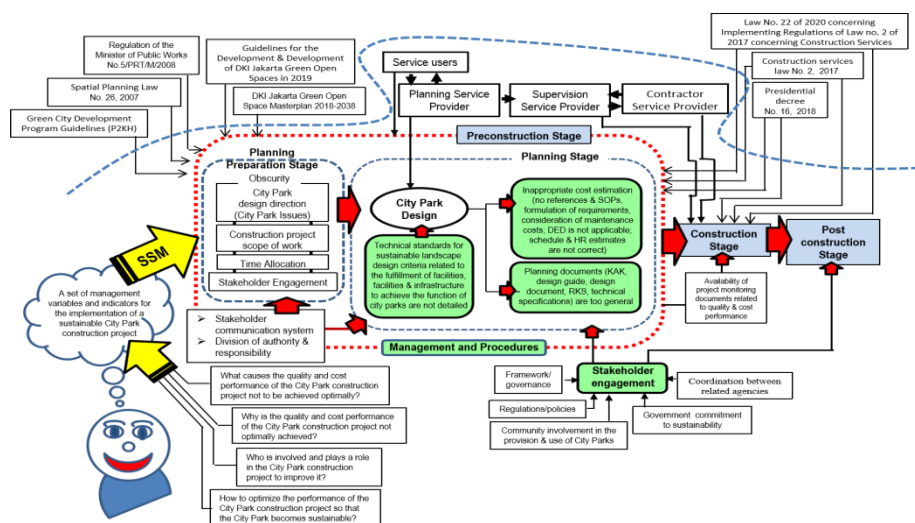 Regulation of the
Minister of Public Works
No.5/PRT/M/2008
Spatial Planning Law
No. 26, 2007
Green City Development
Program Guidelines (P2KH)
Guidelines for the
Development & Development
of DKI Jakarta Green Open
Spaces in 2019
DKI Jakarta Green Open
Space Masterplan 2018-2038
Service users
Planning Service
Provider
Supervision
Service Provider
Contractor
Service Provider
Law No. 22 of 2020 concerning
Implementing Regulations of Law no. 2 of
2017 concerning Construction Services
Construction services
law No. 2, 2017.
Presidential
decree
No. 16, 2018
Preconstruction Stage
Planning
Preparation Stage
Obscurity
City Park
design direction
(City Park Issues)
Construction project
scope of work
Time Allocation
Stakeholder Engagement
Planning Stage
City Park
Design
Technical standards for
sustainable landscape
design criteria related to
the fulfillment of facilities,
facilities & infrastructure
to achieve the function of
city parks are not detailed
Inappropriate cost estimation
(no references & SOPs,
formulation of requirements,
consideration of maintenance
costs; DED is not applicable;
schedule & HR estimates
are not correct)
Planning documents (KAK,
design guide, design
document, RKS, technical
specifications) are too general
Construction
Stage
Post
construction
Stage
Availability of
project monitoring
documents related
to quality & cost
performance
SSM
A set of management
variables and indicators for
the implementation of a
sustainable City Park
construction project
➢ Stakeholder
communication system
➢ Division of authority &
responsibility
Management and Procedures
Stakeholder
engagement
Framework/
governance
Regulations/policies
Community involvement in the
provision & use of City Parks
Coordination between
related agencies
Government commitment
to sustainability
What causes the quality and cost
performance of the City Park construction
project not to be achieved optimally?
Why is the quality and cost performance
of the City Park construction project not
optimally achieved?
Who is involved and plays a
role in the City Park construction
project to improve it?
How to optimize the performance of the
City Park construction project so that
the City Park becomes sustainable?